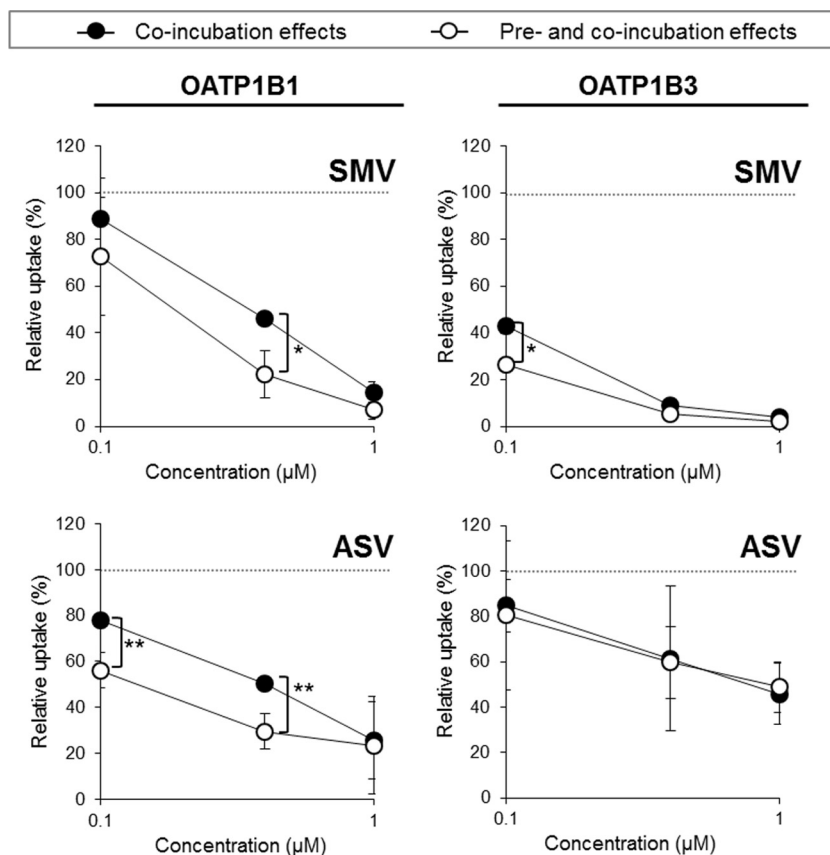 Co-incubation effects
Pre- and co-incubation effects
OATP1B1
OATP1B3
120
100
80
60
40
20
0
0.1
1
Relative uptake (%)
Concentration (µM)
SMV
*
120
100
80
60
40
20
0
0.1
1
Relative uptake (%)
Concentration (µM)
SMV
*
120
100
80
60
40
20
0
0.1
1
Relative uptake (%)
Concentration (µM)
ASV
**
**
120
100
80
60
40
20
0
0.1
1
Relative uptake (%)
Concentration (µM)
ASV